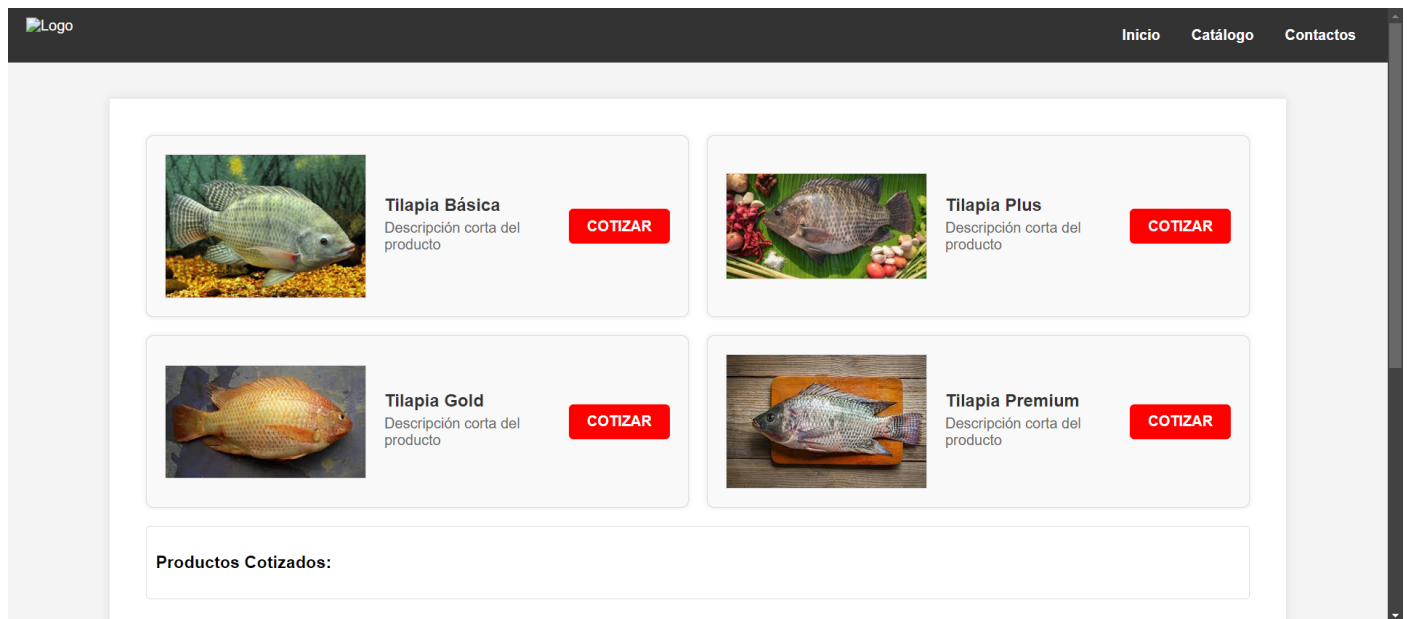 Logo
Inicio Catálogo Contactos
Tilapia Básica
Descripción corta del
producto
COTIZAR
Tilapia Plus
Descripción corta del
producto
COTIZAR
Tilapia Gold
Descripción corta del
producto
COTIZAR
Tilapia Premium
Descripción corta del
producto
COTIZAR
Productos Cotizados: